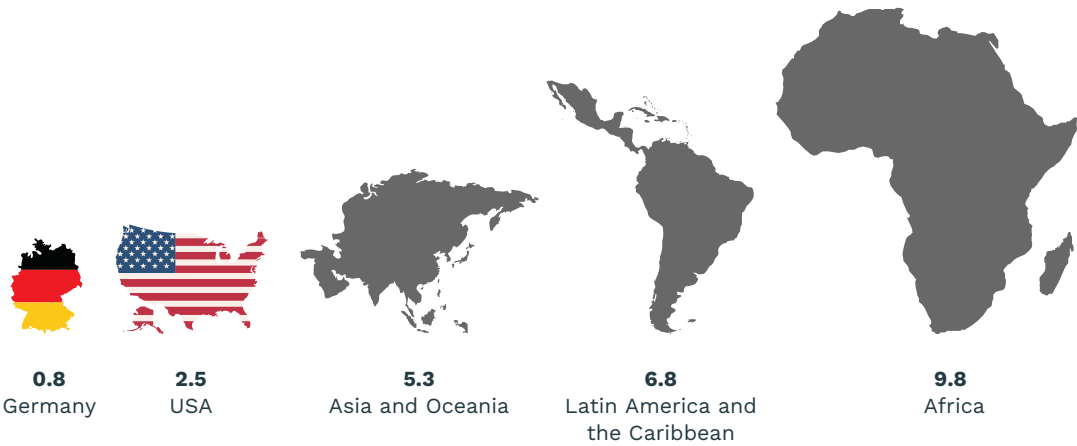 0.8
Germany
2.5
USA
5.3
Asia and Oceania
6.8
Latin America and
the Caribbean
9.8
Africa